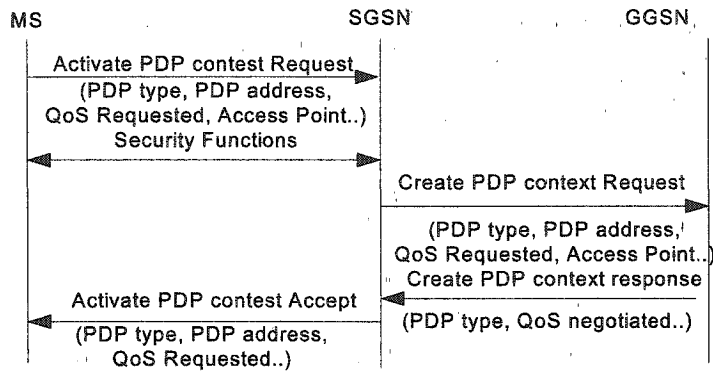 MS SGSN GGSN
Activate PDP contest Request
(PDP type, PDP address,
QoS Requested, Access Point..)
Security Functions
Create PDP context Request
(PDP type, PDP address,
QoS Requested, Access Point..)
Create PDP context response
(PDP type, QoS negotiated..)
Activate PDP contest Accept
(PDP type, PDP address,
QoS Requested..)